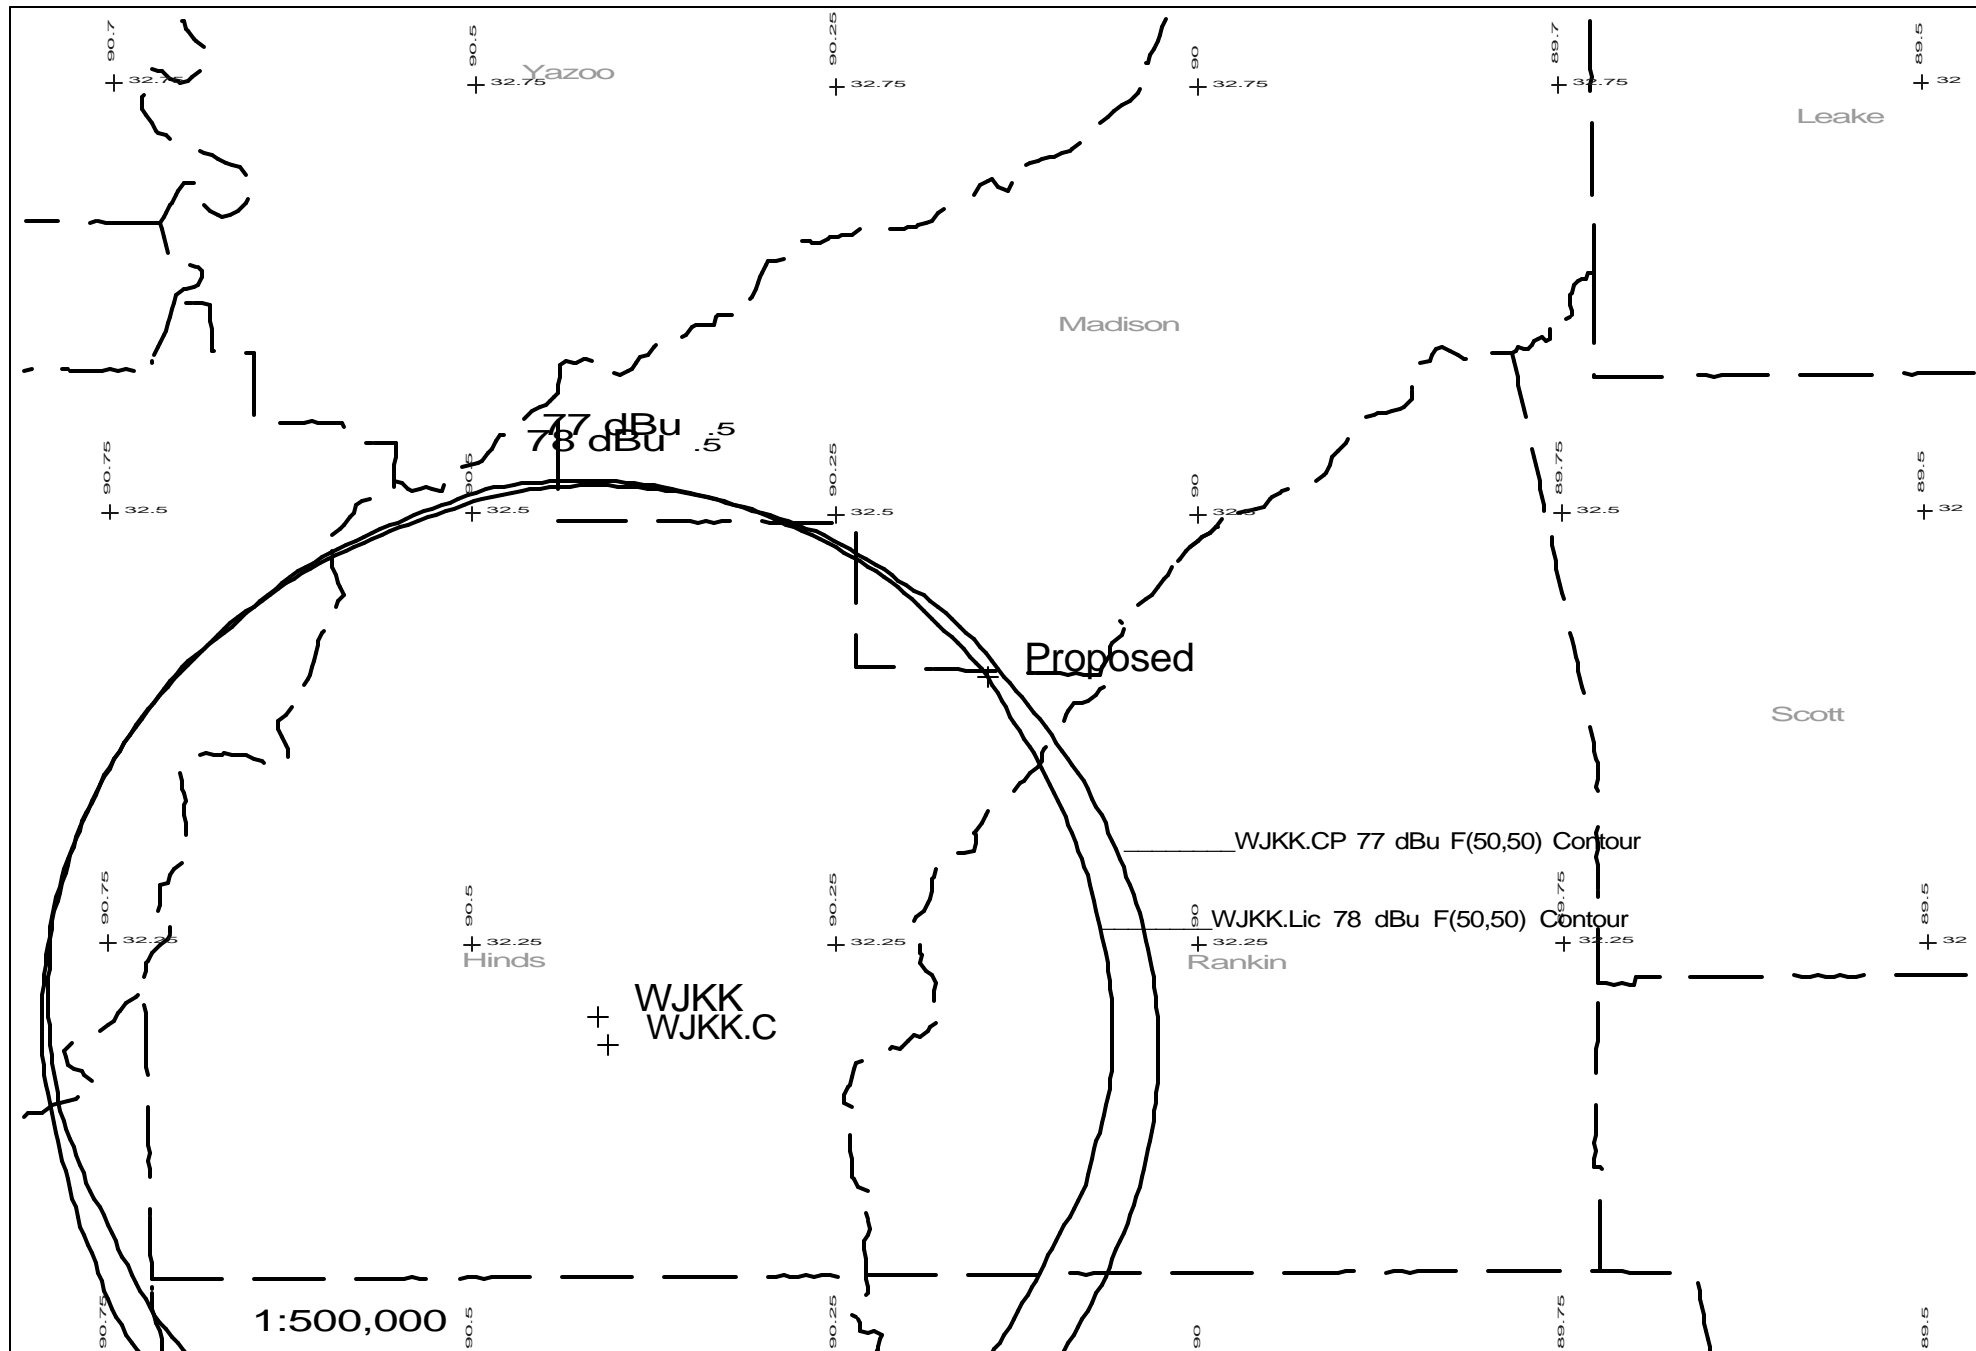 90.7 90.5 90.25 90 89.7 89.5
32.75 32.75 32.75 32.75 32.75 32
Yazoo
Leake
Madison
77 dBu .5
78 dBu .5
90.75 90.5 90.25 90 89.75 89.5
32.5 32.5 32.5 32.5 32.5 32
Proposed
Scott
WJKK.CP 77 dBu F(50,50) Contour
90.75 90.5 90.25 90 89.75 89.5
WJKK.Lic 78 dBu F(50,50) Contour
32.25 32.25 32.25 32.25 32.25 32
Hinds Rankin
WJKK
WJKK.C
90.75 90.5 90.25 90 89.75 89.5
1:500,000